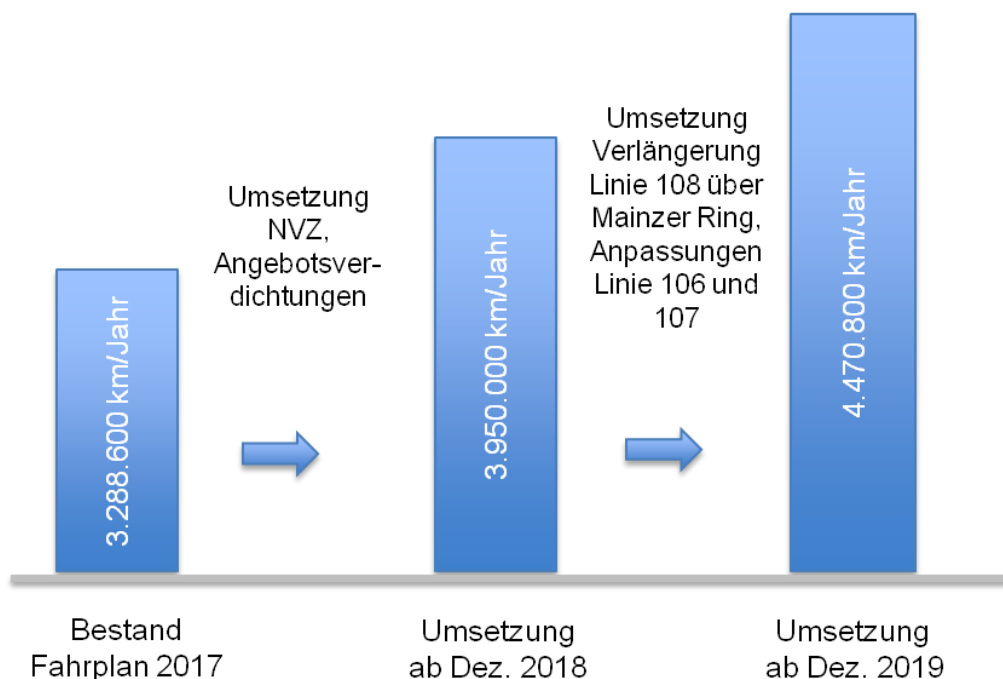 3.288.600 km/Jahr
Umsetzung
NVZ,
Angebotsver-
dichtungen
3.950.000 km/Jahr
Umsetzung
Verlängerung
Linie 108 über
Mainzer Ring,
Anpassungen
Linie 106 und
107
4.470.800 km/Jahr
Bestand
Fahrplan 2017
Umsetzung
ab Dez. 2018
Umsetzung
ab Dez. 2019